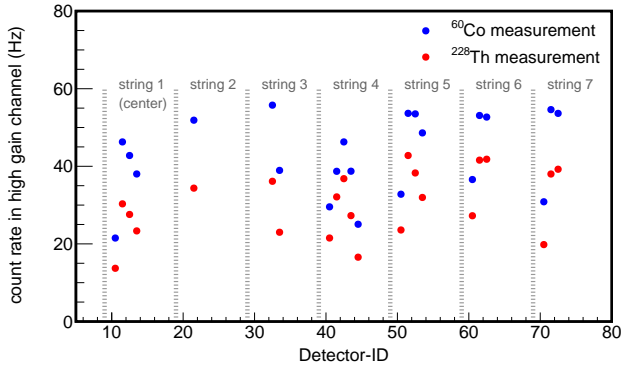 80
60
40
20
0
count rate in high gain channel (Hz)
⁶⁰Co measurement
²²⁸Th measurement
string 1
(center)
string 2
string 3
string 4
string 5
string 6
string 7
10 20 30 40 50 60 70 80
Detector-ID